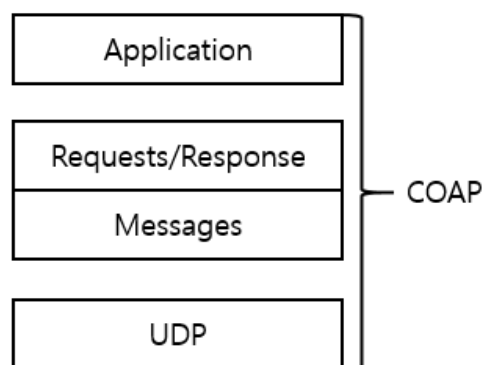 Application
Requests/Response
COAP
Messages
UDP